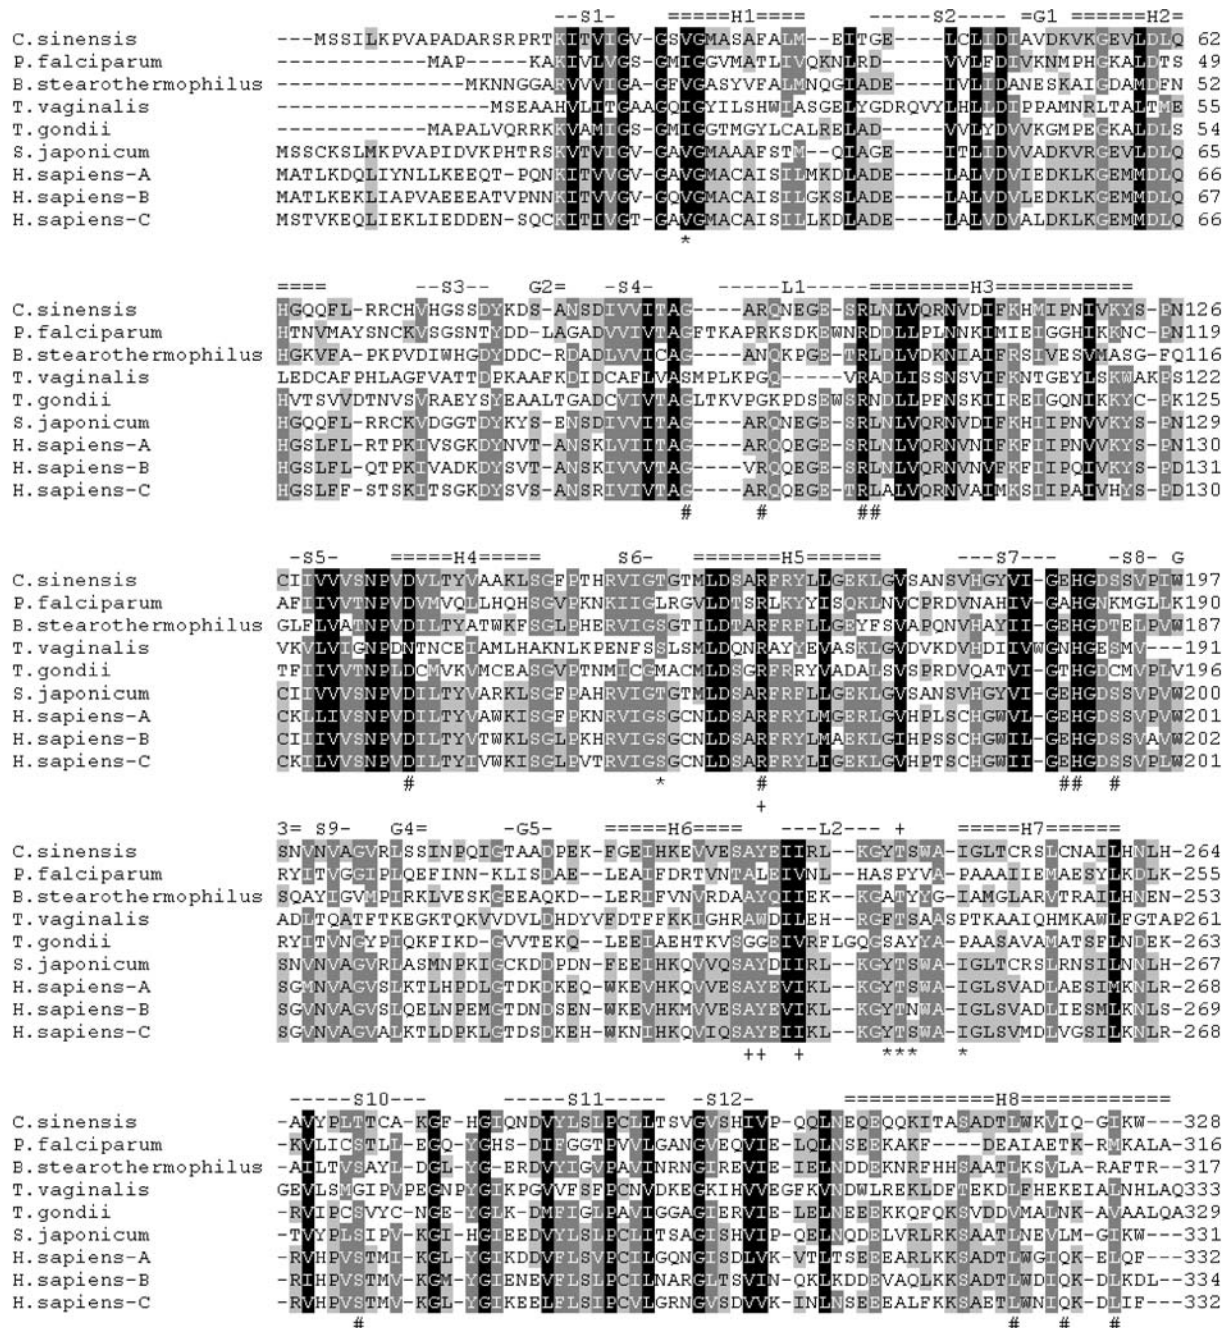 --S1- =====H1==== -----S2---- =G1 ======H2=
C.sinensis ---MSSILKPVAPADARSRPRTKITVIGV-GSVGMASAFALM--EITGE----LCLIDIAVDKVKGEVLDLQ 62
P.falciparum ------------MAP-----KAKIVLVGS-GMIGGVMATLIVQKNLRD-----VVLFDIVKNMPHGKALDTS 49
B.stearothermophilus ---------------MKNNGGARVVVIGA-GFVGASYVFALMNQGIADE----IVLIDANESKAIGDAMDFN 52
T.vaginalis -----------------MSEAAHVLITGAAGQIGYILSHWIASGELYGDRQVYLHLLDIPPAMNRLTALTME 55
T.gondii ------------MAPALVQRRKKVAMIGS-GMIGGTMGYLCALRELAD-----VVLYDVVKGMPEGKALDLS 54
S.japonicum MSSCKSLMKPVAPIDVKPHTRSKVTVIGV-GAVGMAAAFSTM--QIAGE----ITLIDVVADKVRGEVLDLQ 65
H.sapiens-A MATLKDQLIYNLLKEEQT-PQNKITVVGV-GAVGMACAISILMKDLADE----LALVDVIEDKLKGEMMDLQ 66
H.sapiens-B MATLKEKLIAPVAEEEATVPNNKITVVGV-GQVGMACAISILGKSLADE----LALVDVLEDKLKGEMMDLQ 67
H.sapiens-C MSTVKEQLIEKLIEDDEN-SQCKITIVGT-GAVGMACAISILLKDLADE----LALVDVALDKLKGEMMDLQ 66
*
==== --S3-- G2= --S4- -----L1-----========H3==========
C.sinensis HGQQFL-RRCHVHGSSDYKDS-ANSDIVVITAG----ARQNEGE-SRLNLVQRNVDIFKHMIPNIVKYS-PN126
P.falciparum HTNVMAYSNCKVSGSNTYDD-LAGADVVIVTAGFTKAPRKSDKEWNRDDLLPLNNKIMIEIGGHIKKNC-PN119
B.stearothermophilus HGKVFA-PKPVDIWHGDYDDC-RDADLVVICAG----ANQKPGE-TRLDLVDKNIAIFRSIVESVMASG-FQ116
T.vaginalis LEDCAFPHLAGFVATTDPKAAFKDIDCAFLVASMPLKPGQ-----VRADLISSNSVIFKNTGEYLSKWAKPS122
T.gondii HVTSVVDTNVSVRAEYSYEAALTGADCVIVTAGLTKVPGKPDSEWSRNDLLPFNSKIIREIGQNIKKYC-PK125
S.japonicum HGQQFL-RRCKVDGGTDYKYS-ENSDIVVITAG----ARQNEGE-SRLNLVQRNVDIFKHIIPNVVKYS-PN129
H.sapiens-A HGSLFL-RTPKIVSGKDYNVT-ANSKLVIITAG----ARQQEGE-SRLNLVQRNVNIFKFIIPNVVKYS-PN130
H.sapiens-B HGSLFL-QTPKIVADKDYSVT-ANSKIVVVTAG----VRQQEGE-SRLNLVQRNVNVFKFIIPQIVKYS-PD131
H.sapiens-C HGSLFF-STSKITSGKDYSVS-ANSRIVIVTAG----ARQQEGE-TRLALVQRNVAIMKSIIPAIVHYS-PD130
# # ##
-S5- =====H4===== S6- =======H5======= ---S7--- -S8- G
C.sinensis CIIVVVSNPVDVLTYVAAKLSGFPTHRVIGTGTMLDSARFRYLLGEKLGVSANSVHGYVI-GEHGDSSVPIW197
P.falciparum AFIIVVTNPVDVMVQLLHQHSGVPKNKIIGLRGVLDTSRLKYYISQKLNVCPRDVNAHIV-GAHGNKMGLLK190
B.stearothermophilus GLFLVATNPVDILTYATWKFSGLPHERVIGSGTILDTARFRFLLGEYFSVAPQNVHAYII-GEHGDTELPVW187
T.vaginalis VKVLVIGNPDNTNCEIAMLHAKNLKPENFSSLSMLDQNRAYYEVASKLGVDVKDVHDIIVWGNHGESMV---191
T.gondii TFIIVVTNPLDCMVKVMCEASGVPTNMICGMACMLDSGRFRRYVADALSVSPRDVQATVI-GTHGDCMVPLV196
S.japonicum CIIVVVSNPVDILTYVARKLSGFPAHRVIGTGTMLDSARFRFLLGEKLGVSANSVHGYVI-GEHGDSSVPVW200
H.sapiens-A CKLLIVSNPVDILTYVAWKISGFPKNRVIGSGCNLDSARFRYLMGERLGVHPLSCHGWVL-GEHGDSSVPVW201
H.sapiens-B CIIIVVSNPVDILTYVTWKLSGLPKHRVIGSGCNLDSARFRYLMAEKLGIHPSSCHGWIL-GEHGDSSVAVW202
H.sapiens-C CKILVVSNPVDILTYIVWKISGLPVTRVIGSGCNLDSARFRYLIGEKLGVHPTSCHGWII-GEHGDSSVPLW201
# * # ## #
+
3= S9- G4= -G5- =====H6==== ---L2--- + =====H7======
C.sinensis SNVNVAGVRLSSINPQIGTAADPEK-FGEIHKEVVESAYEIIRL--KGYTSWA-IGLTCRSLCNAILHNLH-264
P.falciparum RYITVGGIPLQEFINN-KLISDAE--LEAIFDRTVNTALEIVNL--HASPYVA-PAAAIIEMAESYLKDLK-255
B.stearothermophilus SQAYIGVMPIRKLVESKGEEAQKD-LERIFVNVRDAAYQIIEK--KGATYYG-IAMGLARVTRAILHNEN-253
T.vaginalis ADLTQATFTKEGKTQKVVDVLDHDYVFDTFFKKIGHRAWDILEH--RGFTSAASPTKAAIQHMKAWLFGTAP261
T.gondii RYITVNGYPIQKFIKD-GVVTEKQ--LEEIAEHTKVSGGEIVRFLGQGSAYYA-PAASAVAMATSFLNDEK-263
S.japonicum SNVNVAGVRLASMNPKIGCKDDPDN-FEEIHKQVVQSAYDIIRL--KGYTSWA-IGLTCRSLRNSILNNLH-267
H.sapiens-A SGMNVAGVSLKTLHPDLGTDKDKEQ-WKEVHKQVVESAYEVIKL--KGYTSWA-IGLSVADLAESIMKNLR-268
H.sapiens-B SGVNVAGVSLQELNPEMGTDNDSEN-WKEVHKMVVESAYEVIKL--KGYTNWA-IGLSVADLIESMLKNLS-269
H.sapiens-C SGVNVAGVALKTLDPKLGTDSDKEH-WKNIHKQVIQSAYEIIKL--KGYTSWA-IGLSVMDLVGSILKNLS-268
++ + *** *
-----S10---- ----S11---- -S12- ============H8============
C.sinensis -AVYPLTTCA-KGF-HGIQNDVYLSLPCLLTSVGVSHIVP-QQLNEQEQQKITASADTLWKVIQ-GIKW---328
P.falciparum -KVLICSTLL-EGQ-YGHS-DIFGGTPVVLGANGVEQVIE-LQLNSEEKAKF----DEAIAETK-RMKALA-316
B.stearothermophilus -AILTVSAYL-DGL-YG-ERDVYIGVPAVINRNGIREVIE-IELNDDEKNRFHHSAATLKSVLA-RAFTR--317
T.vaginalis GEVLSMGIPVPEGNPYGIKPGVVFSFPCNVDKEGKIHVVEGFKVNDWLREKLDFTEKDLFHEKEIALNHLAQ333
T.gondii -RVIPCSVYC-NGE-YGLK-DMFIGLPAVIGGAGIERVIE-LELNEEEKKQFQKSVDDVMALNK-AVAALQA329
S.japonicum -TVYPLSIPV-KGI-HGIEEDVYLSLPCLITSAGISHVIP-QELNQDELVRLRKSAATLNEVLM-GIKW---331
H.sapiens-A -RVHPVSTMI-KGL-YGIKDDVFLSVPCILGQNGISDLVK-VTLTSEEEARLKKSADTLWGIQK-ELQF---332
H.sapiens-B -RIHPVSTMV-KGM-YGIENEVFLSLPCILNARGLTSVIN-QKLKDDEVAQLKKSADTLWDIQK-DLKDL--334
H.sapiens-C -RVHPVSTMV-KGL-YGIKEELFLSIPCVLGRNGVSDVVK-INLNSEEEALFKKSAETLWNIQK-DLIF---332
# # # #